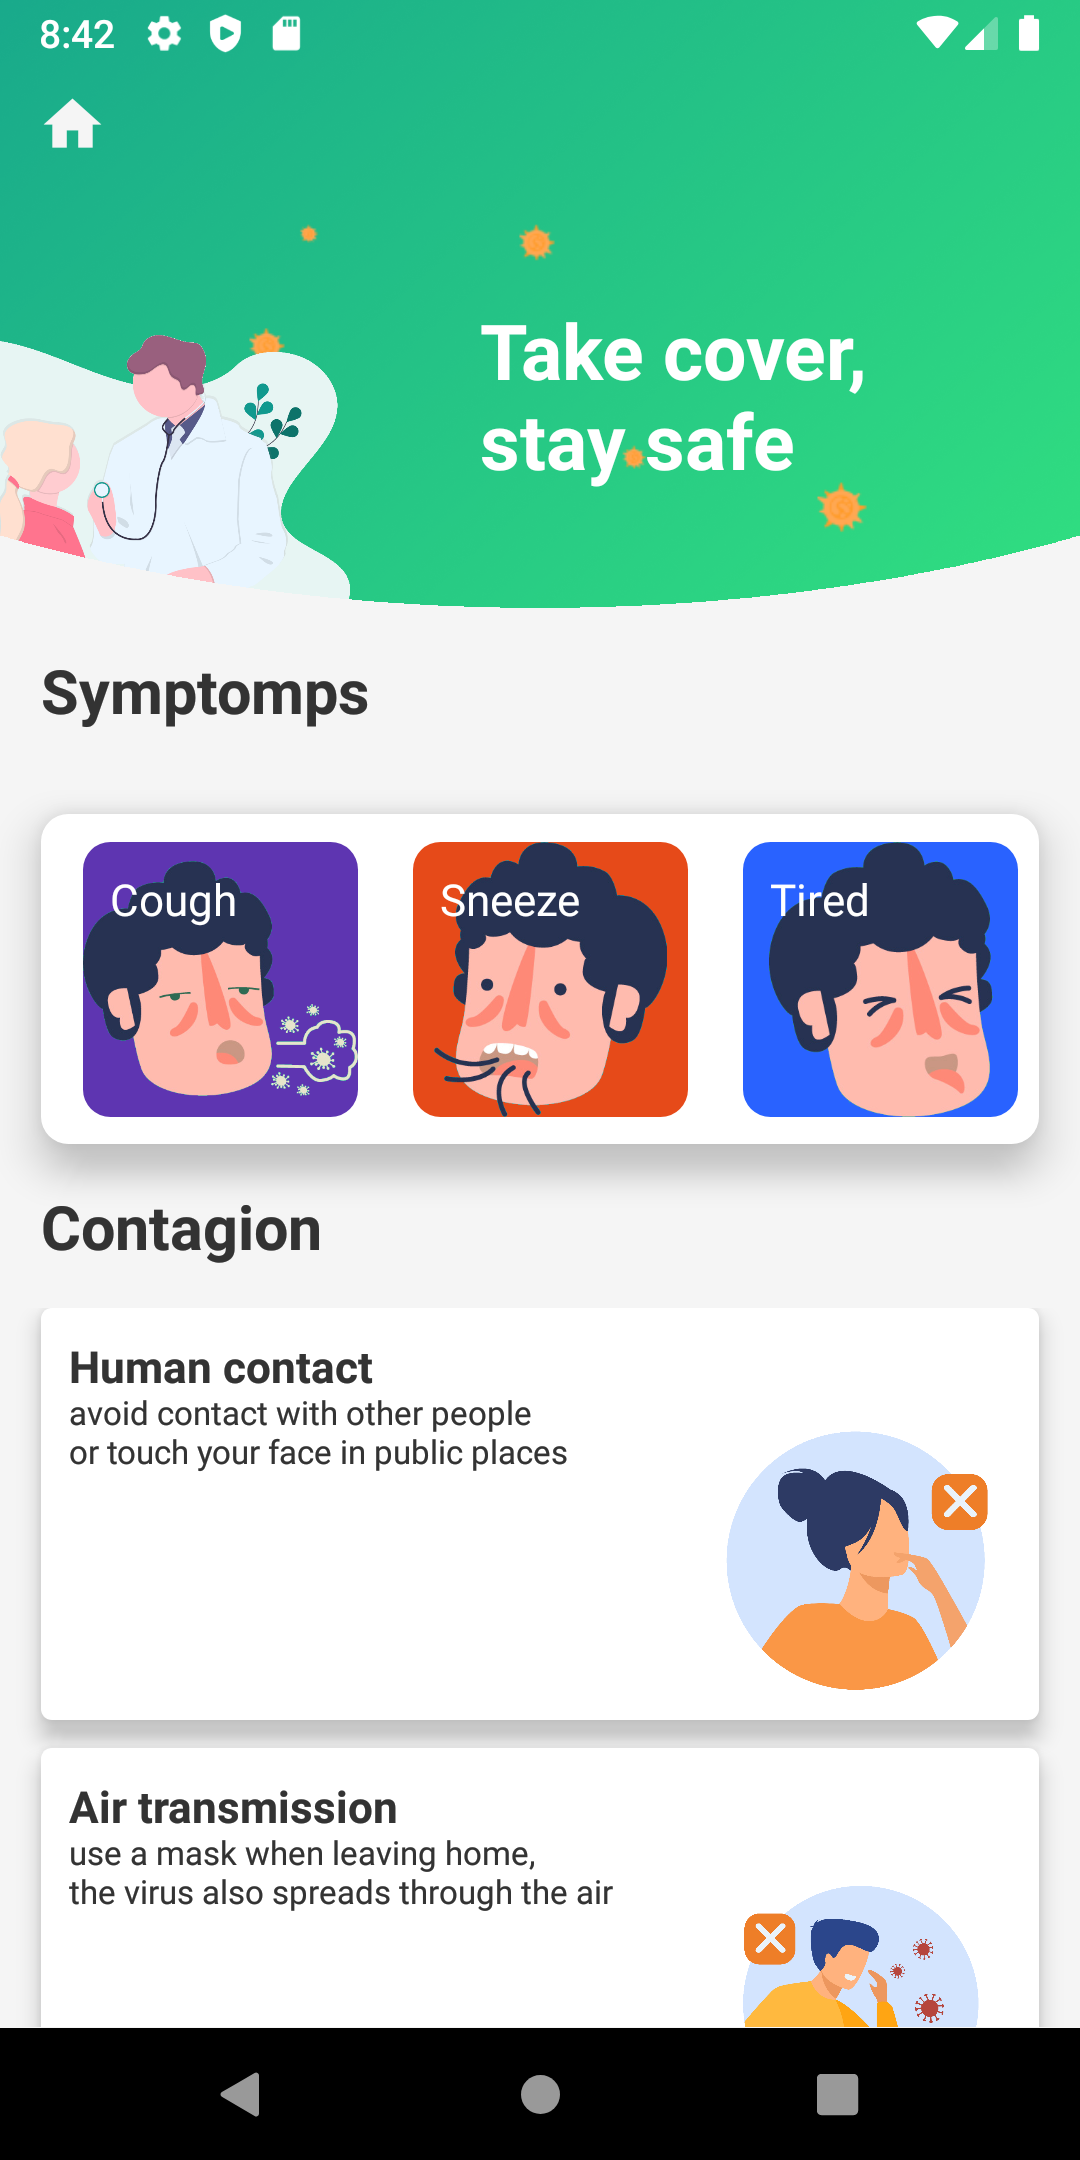 8:42
Take cover,
stay safe
Symptomps
Cough
Sneeze
Tired
Contagion
Human contact
avoid contact with other people
or touch your face in public places
Air transmission
use a mask when leaving home,
the virus also spreads through the air